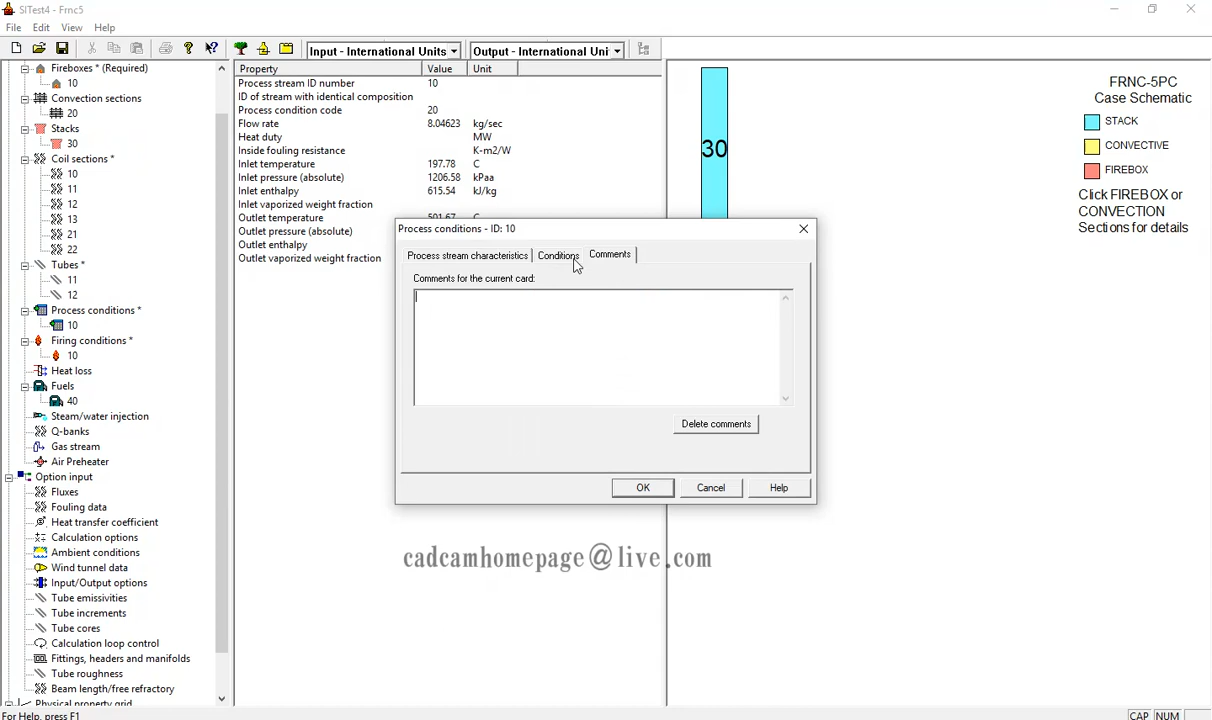 SITest4 - Frnc5
File Edit View Help
Input - International Units
Output - International Uni
Fireboxes * (Required)
10
Convection sections
20
Stacks
30
Coil sections *
10
11
12
13
21
22
Tubes *
11
12
Process conditions *
10
Firing conditions *
10
Heat loss
Fuels
40
Steam/water injection
Q-banks
Gas stream
Air Preheater
Option input
Fluxes
Fouling data
Heat transfer coefficient
Calculation options
Ambient conditions
Wind tunnel data
Input/Output options
Tube emissivities
Tube increments
Tube cores
Calculation loop control
Fittings, headers and manifolds
Tube roughness
Beam length/free refractory
Physical property grid
Property Value Unit
Process stream ID number 10
ID of stream with identical composition
Process condition code 20
Flow rate 8.04623 kg/sec
Heat duty MW
Inside fouling resistance K-m2/W
Inlet temperature 197.78 C
Inlet pressure (absolute) 1206.58 kPaa
Inlet enthalpy 615.54 kJ/kg
Inlet vaporized weight fraction
Outlet temperature 501.67 C
Outlet pressure (absolute)
Outlet enthalpy
Outlet vaporized weight fraction
Process conditions - ID: 10
Process stream characteristics Conditions Comments
Comments for the current card:
Delete comments
OK Cancel Help
cadcamhomepage@live.com
30
FRNC-5PC
Case Schematic
STACK
CONVECTIVE
FIREBOX
Click FIREBOX or
CONVECTION
Sections for details
For Help, press F1
CAP NUM